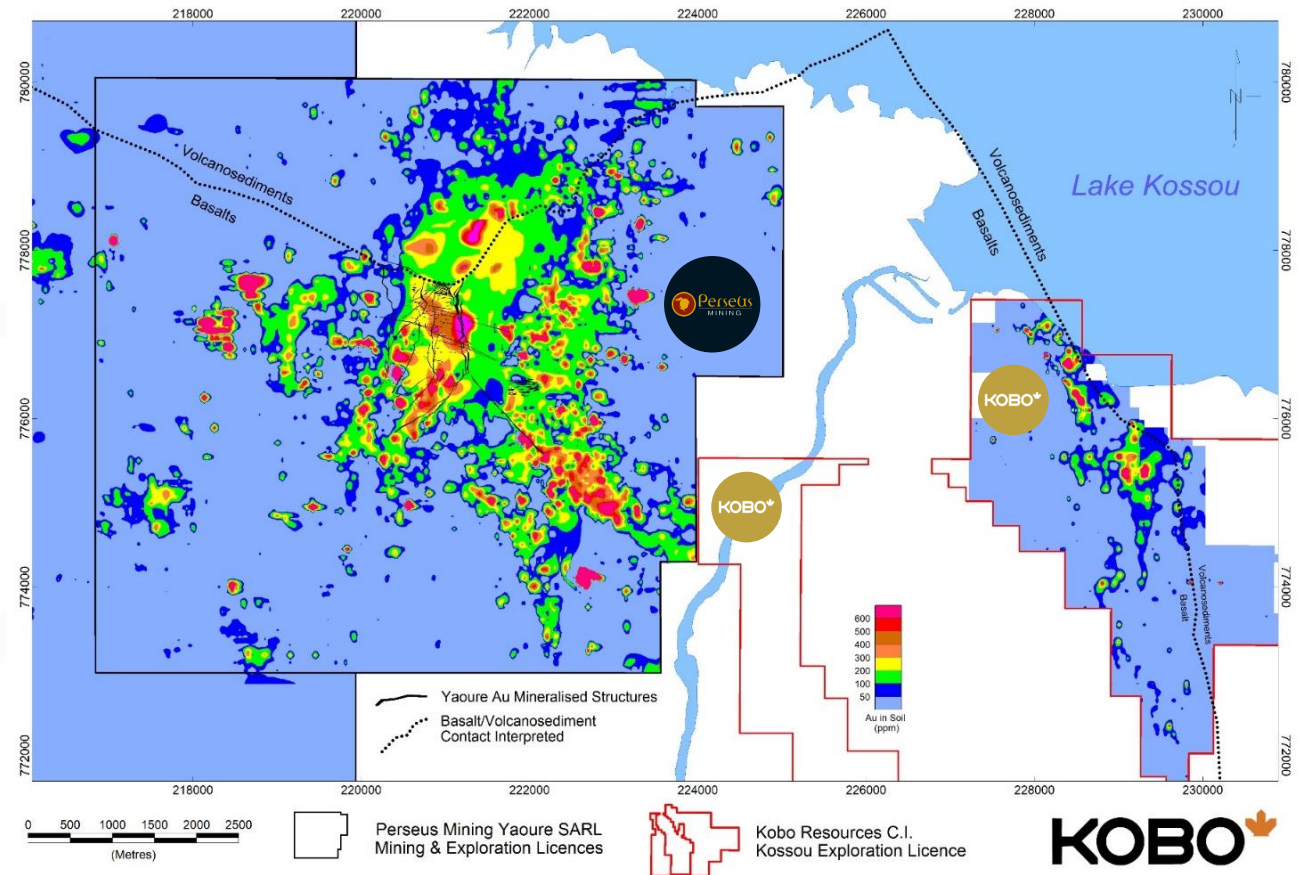 218000 220000 222000 224000 226000 228000 230000
780000
778000
776000
774000
772000
780000
778000
776000
774000
772000
N
Volcanosediments
Basalts
Volcanosediments
Basalts
Lake Kossou
Perseus
MINING
KOBO
KOBO
Volcanosediments
Basalt
600
500
400
300
200
100
50
Au in Soil
(ppm)
Yaoure Au Mineralised Structures
Basalt/Volcanosediment
Contact Interpreted
218000 220000 222000 224000 226000 228000 230000
0 500 1000 1500 2000 2500
(Metres)
Perseus Mining Yaoure SARL
Mining & Exploration Licences
Kobo Resources C.I.
Kossou Exploration Licence
KOBO